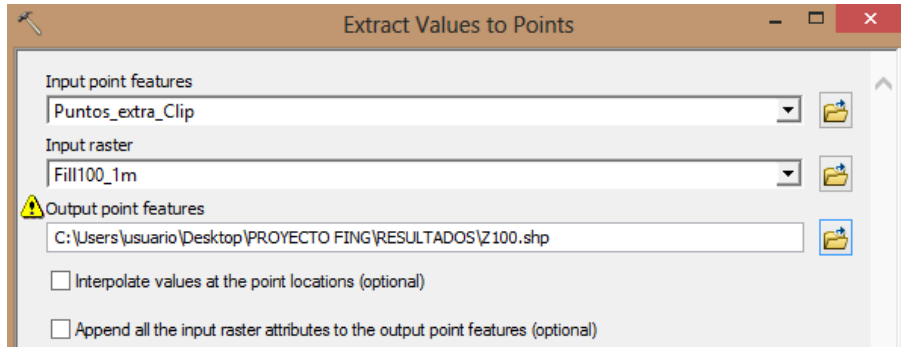 Extract Values to Points
Input point features
Puntos_extra_Clip
Input raster
Fill100_1m
Output point features
C:\Users\usuario\Desktop\PROYECTO FING\RESULTADOS\Z100.shp
Interpolate values at the point locations (optional)
Append all the input raster attributes to the output point features (optional)